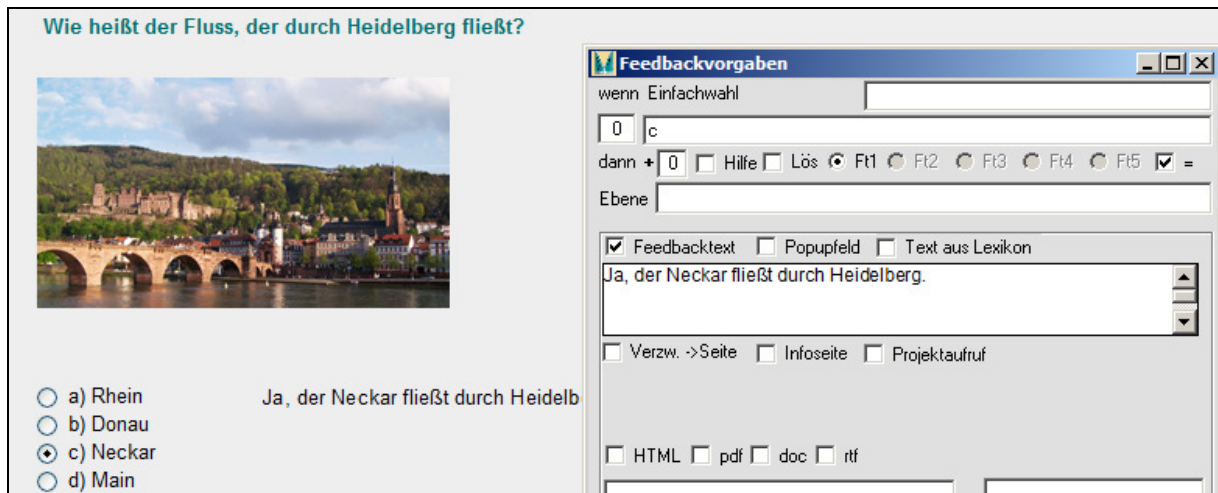 Wie heißt der Fluss, der durch Heidelberg fließt?
a) Rhein
b) Donau
c) Neckar
d) Main
Ja, der Neckar fließt durch Heidelb
Feedbackvorgaben
wenn Einfachwahl
0 c
dann + 0 Hilfe Lös Ft1 Ft2 Ft3 Ft4 Ft5 =
Ebene
Feedbacktext Popupfeld Text aus Lexikon
Ja, der Neckar fließt durch Heidelberg.
Verzw. ->Seite Infoseite Projektaufruf
HTML pdf doc rtf